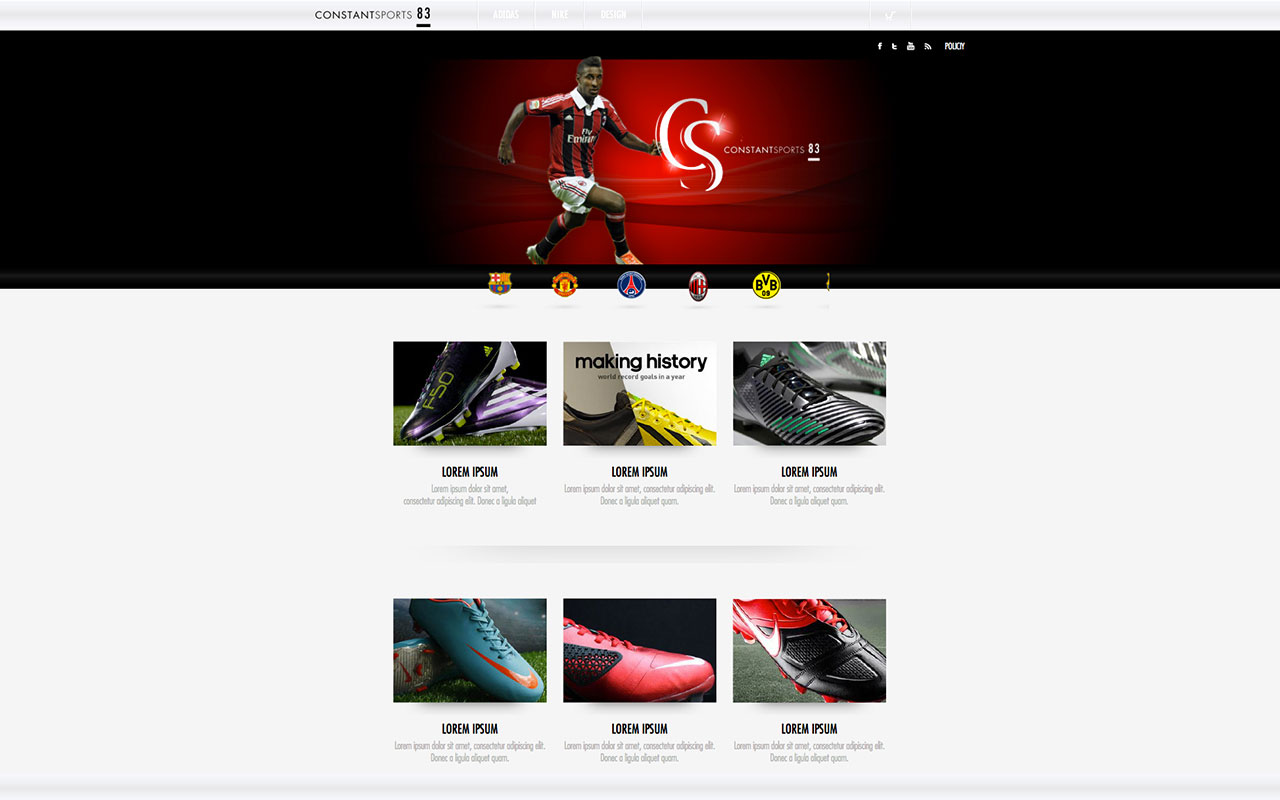 CONSTANTSPORTS 83
ADIDAS NIKE DESIGN
f t You Tube POLICIY
Fly Emirates
CS
CONSTANTSPORTS 83
BVB 09
F50
making history
world record goals in a year
LOREM IPSUM
Lorem ipsum dolor sit amet,
consectetur adipiscing elit. Donec a ligula aliquet
LOREM IPSUM
Lorem ipsum dolor sit amet, consectetur adipiscing elit.
Donec a ligula aliquet quam.
LOREM IPSUM
Lorem ipsum dolor sit amet, consectetur adipiscing elit.
Donec a ligula aliquet quam.
LOREM IPSUM
Lorem ipsum dolor sit amet, consectetur adipiscing elit.
Donec a ligula aliquet quam.
LOREM IPSUM
Lorem ipsum dolor sit amet, consectetur adipiscing elit.
Donec a ligula aliquet quam.
LOREM IPSUM
Lorem ipsum dolor sit amet, consectetur adipiscing elit.
Donec a ligula aliquet quam.